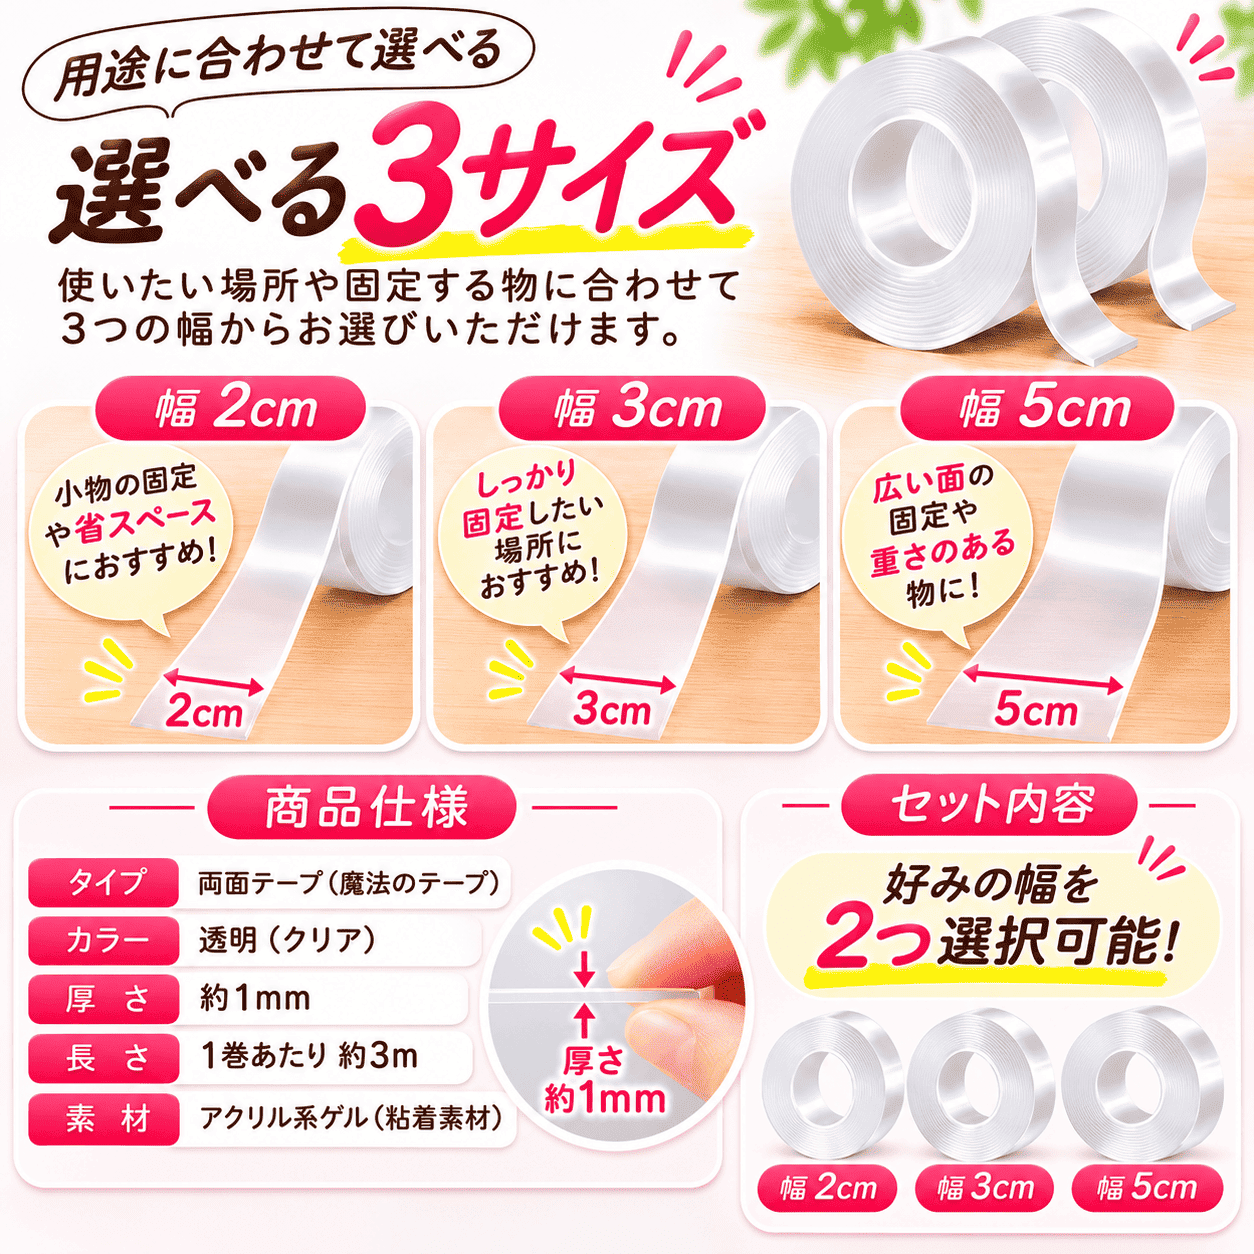 用途に合わせて選べる
選べる3サイズ
使いたい場所や固定する物に合わせて
3つの幅からお選びいただけます。
幅 2cm
小物の固定
や省スペース
におすすめ!
2cm
幅 3cm
しっかり
固定したい
場所に
おすすめ!
3cm
幅 5cm
広い面の
固定や
重さのある
物に!
5cm
商品仕様
タイプ 両面テープ(魔法のテープ)
カラー 透明(クリア)
厚さ 約1mm
長さ 1巻あたり 約3m
素材 アクリル系ゲル(粘着素材)
厚さ
約1mm
セット内容
好みの幅を
2つ選択可能!
幅 2cm
幅 3cm
幅 5cm